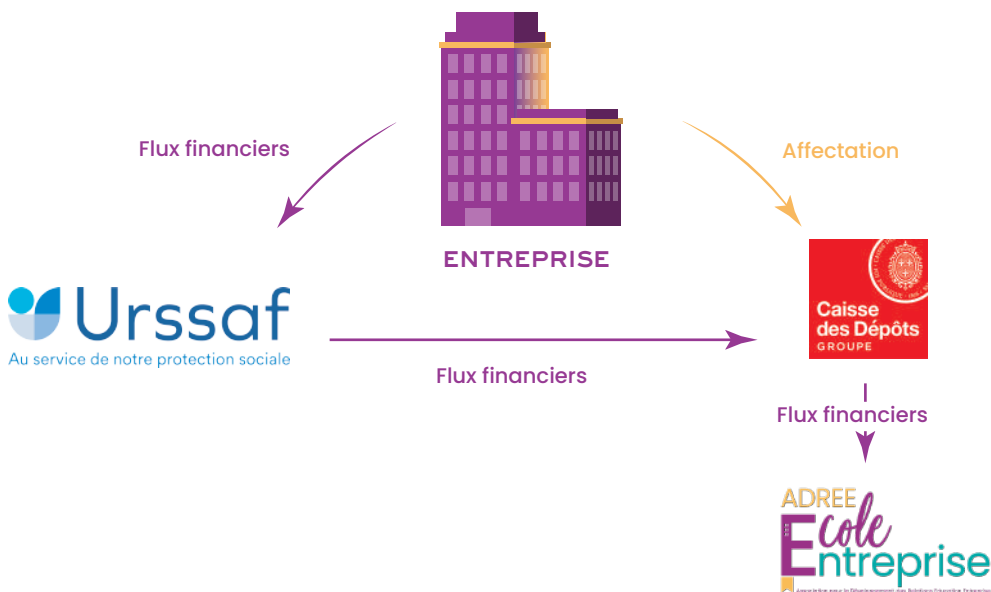 Flux financiers
Affectation
ENTREPRISE
Urssaf
Au service de notre protection sociale
Flux financiers
Caisse
des Dépôts
GROUPE
Flux financiers
ADREE
Ecole
Entreprise